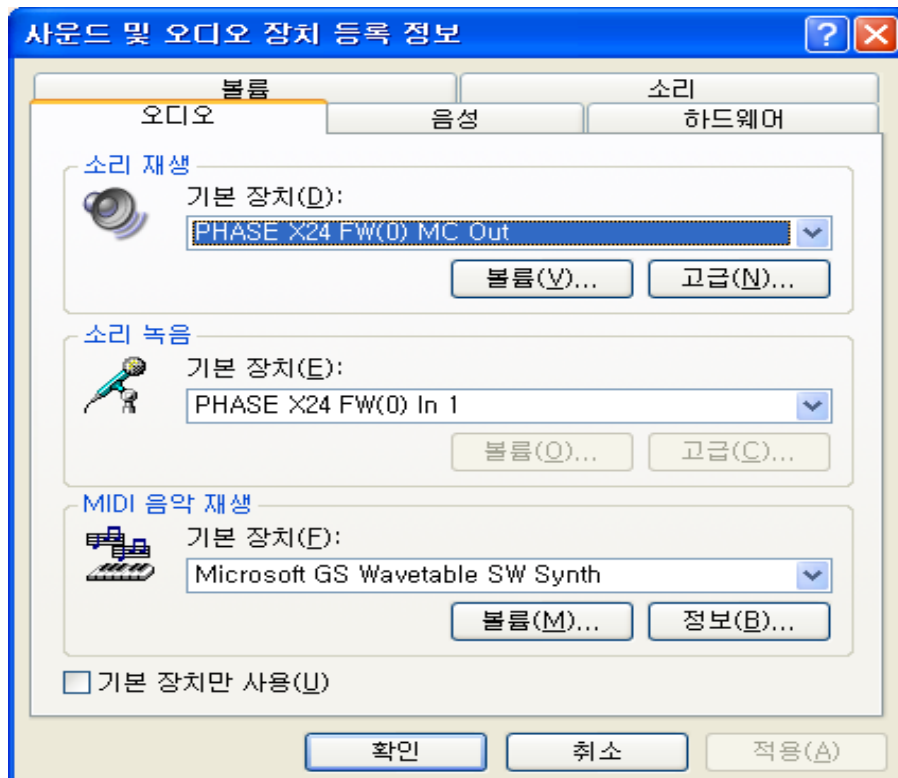 사운드 및 오디오 장치 등록 정보
볼륨 소리
오디오 음성 하드웨어
소리 재생
기본 장치(D):
PHASE X24 FW(0) MC Out
볼륨(V)... 고급(N)...
소리 녹음
기본 장치(E):
PHASE X24 FW(0) In 1
볼륨(O)... 고급(C)...
MIDI 음악 재생
기본 장치(F):
Microsoft GS Wavetable SW Synth
볼륨(M)... 정보(B)...
기본 장치만 사용(U)
확인 취소 적용(A)